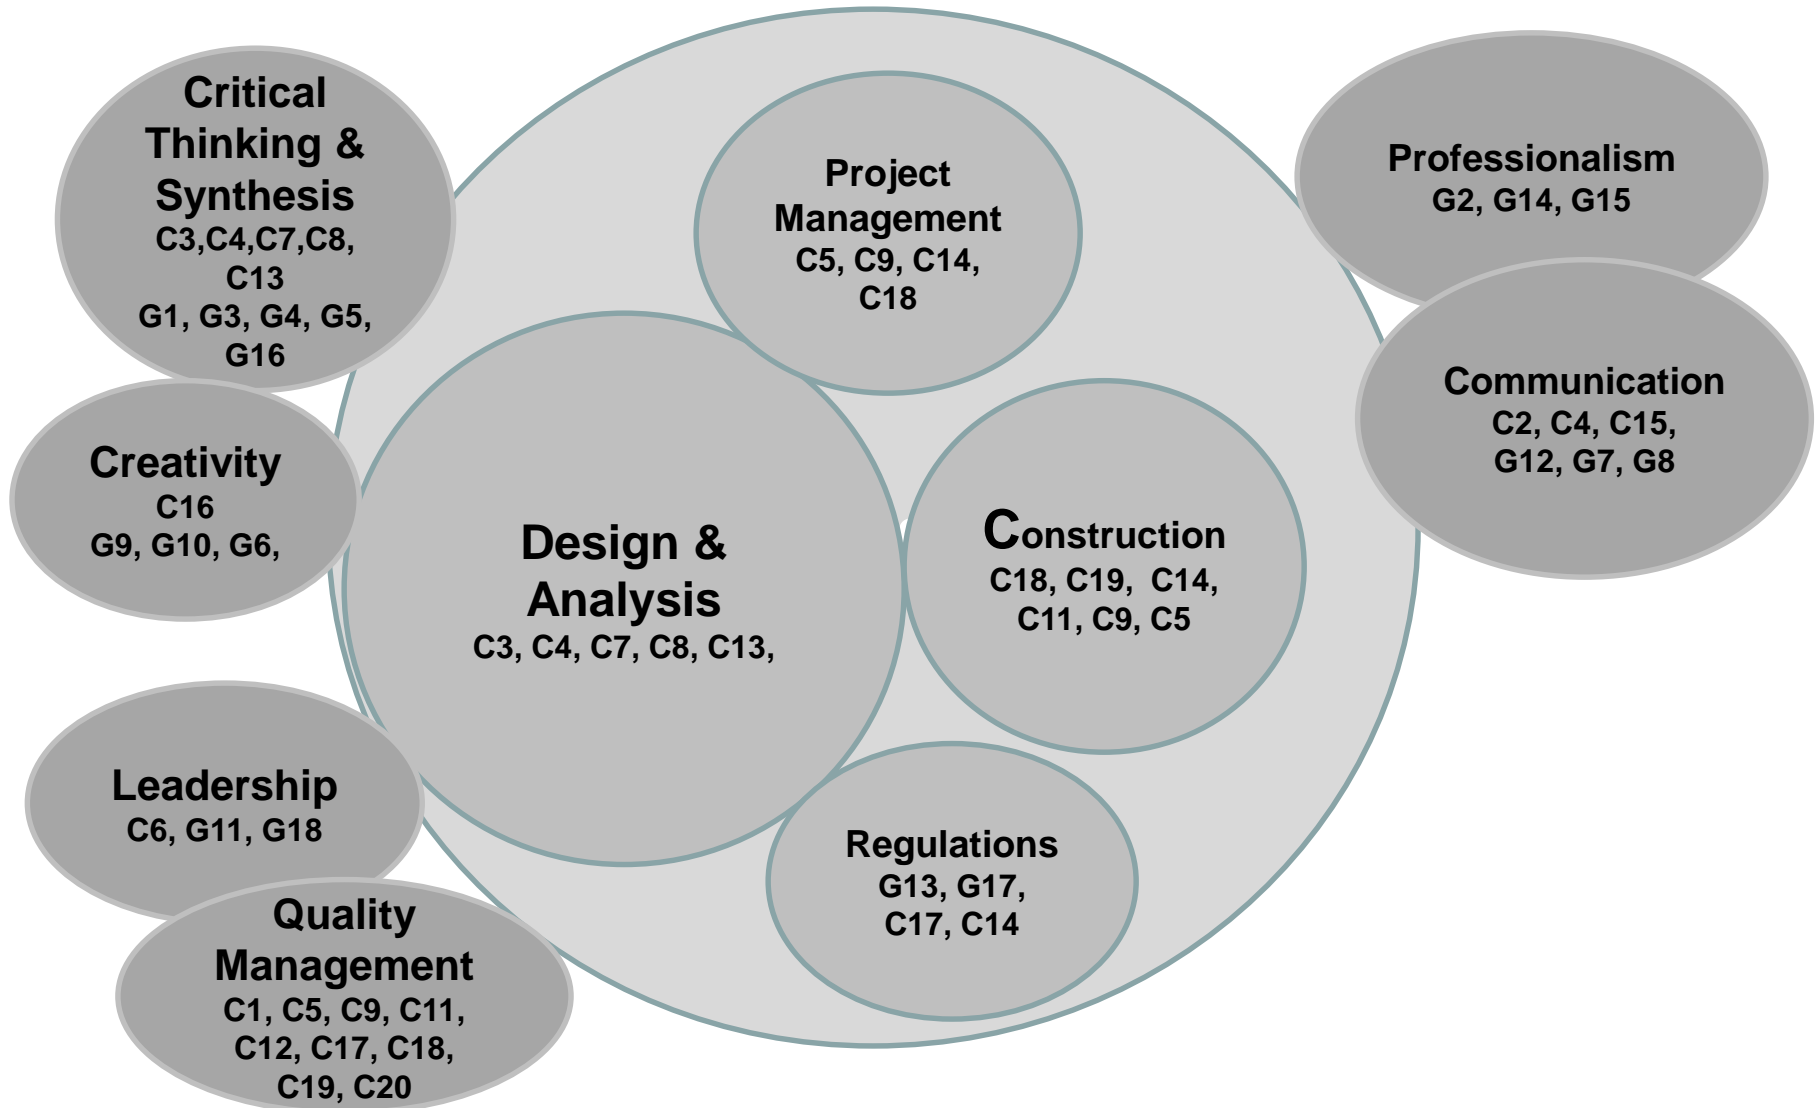 Critical
Thinking &
Synthesis
C3,C4,C7,C8,
C13
G1, G3, G4, G5,
G16
Project
Management
C5, C9, C14,
C18
Professionalism
G2, G14, G15
Communication
C2, C4, C15,
G12, G7, G8
Creativity
C16
G9, G10, G6,
Design &
Analysis
C3, C4, C7, C8, C13,
Construction
C18, C19, C14,
C11, C9, C5
Leadership
C6, G11, G18
Regulations
G13, G17,
C17, C14
Quality
Management
C1, C5, C9, C11,
C12, C17, C18,
C19, C20